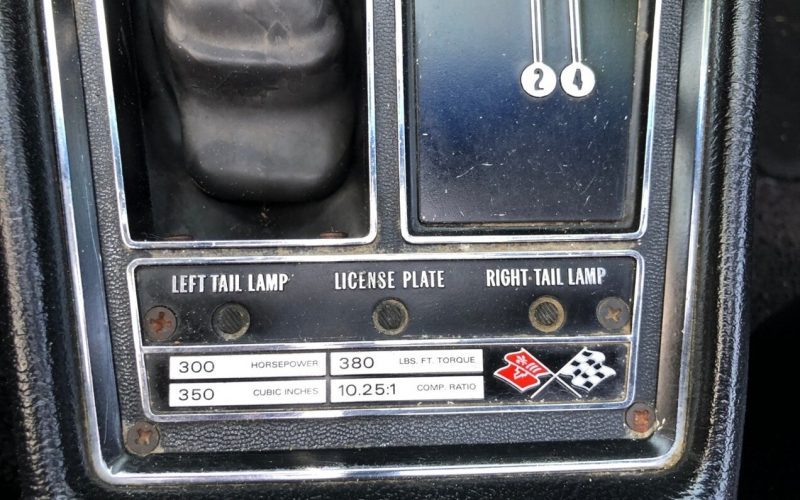 2 4
LEFT TAIL LAMP LICENSE PLATE RIGHT TAIL LAMP
300 HORSEPOWER 380 LBS. FT. TORQUE
350 CUBIC INCHES 10.25:1 COMP. RATIO